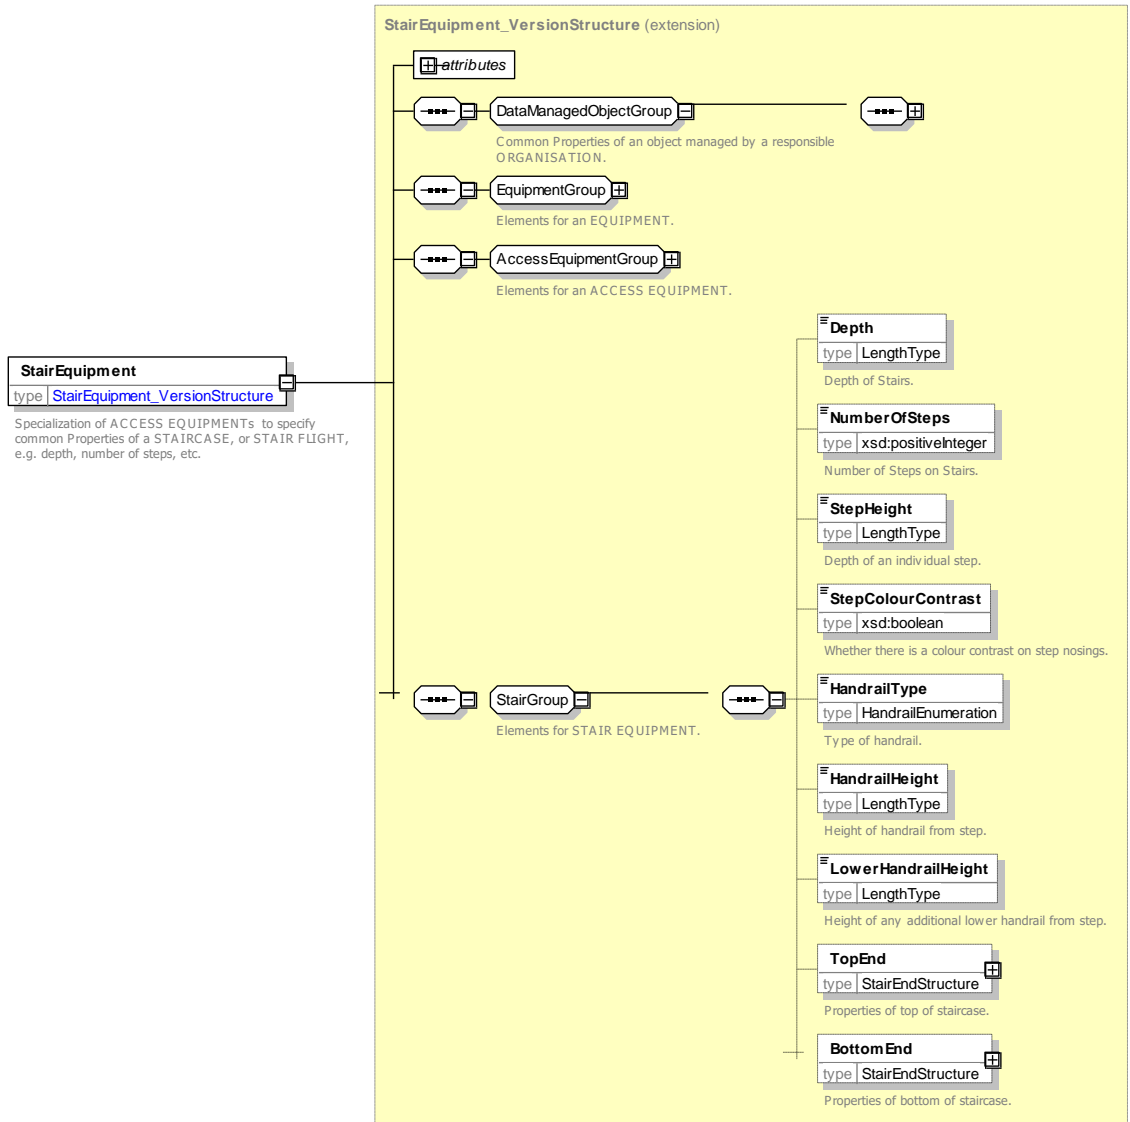 StairEquipment_VersionStructure (extension)
attributes
DataManagedObjectGroup
Common Properties of an object managed by a responsible
ORGANISATION.
EquipmentGroup
Elements for an EQUIPMENT.
AccessEquipmentGroup
Elements for an ACCESS EQUIPMENT.
StairEquipment
type StairEquipment_VersionStructure
Specialization of ACCESS EQUIPMENTs to specify
common Properties of a STAIRCASE, or STAIR FLIGHT,
e.g. depth, number of steps, etc.
StairGroup
Elements for STAIR EQUIPMENT.
Depth
type LengthType
Depth of Stairs.
NumberOfSteps
type xsd:positiveInteger
Number of Steps on Stairs.
StepHeight
type LengthType
Depth of an individual step.
StepColourContrast
type xsd:boolean
Whether there is a colour contrast on step nosings.
HandrailType
type HandrailEnumeration
Type of handrail.
HandrailHeight
type LengthType
Height of handrail from step.
LowerHandrailHeight
type LengthType
Height of any additional lower handrail from step.
TopEnd
type StairEndStructure
Properties of top of staircase.
BottomEnd
type StairEndStructure
Properties of bottom of staircase.